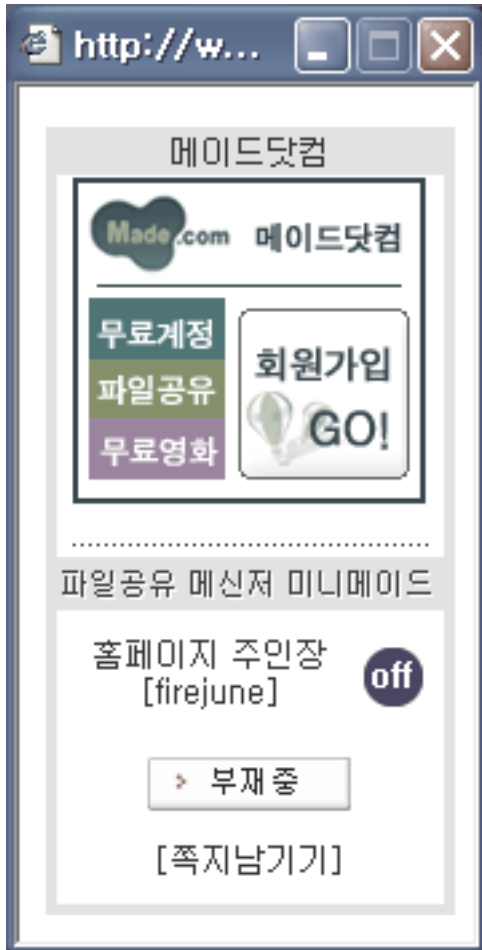 http://w...
메이드닷컴
Made.com 메이드닷컴
무료계정
파일공유
무료영화
회원가입
GO!
파일공유 메신저 미니메이드
홈페이지 주인장
[firejune]
off
부재중
[쪽지남기기]